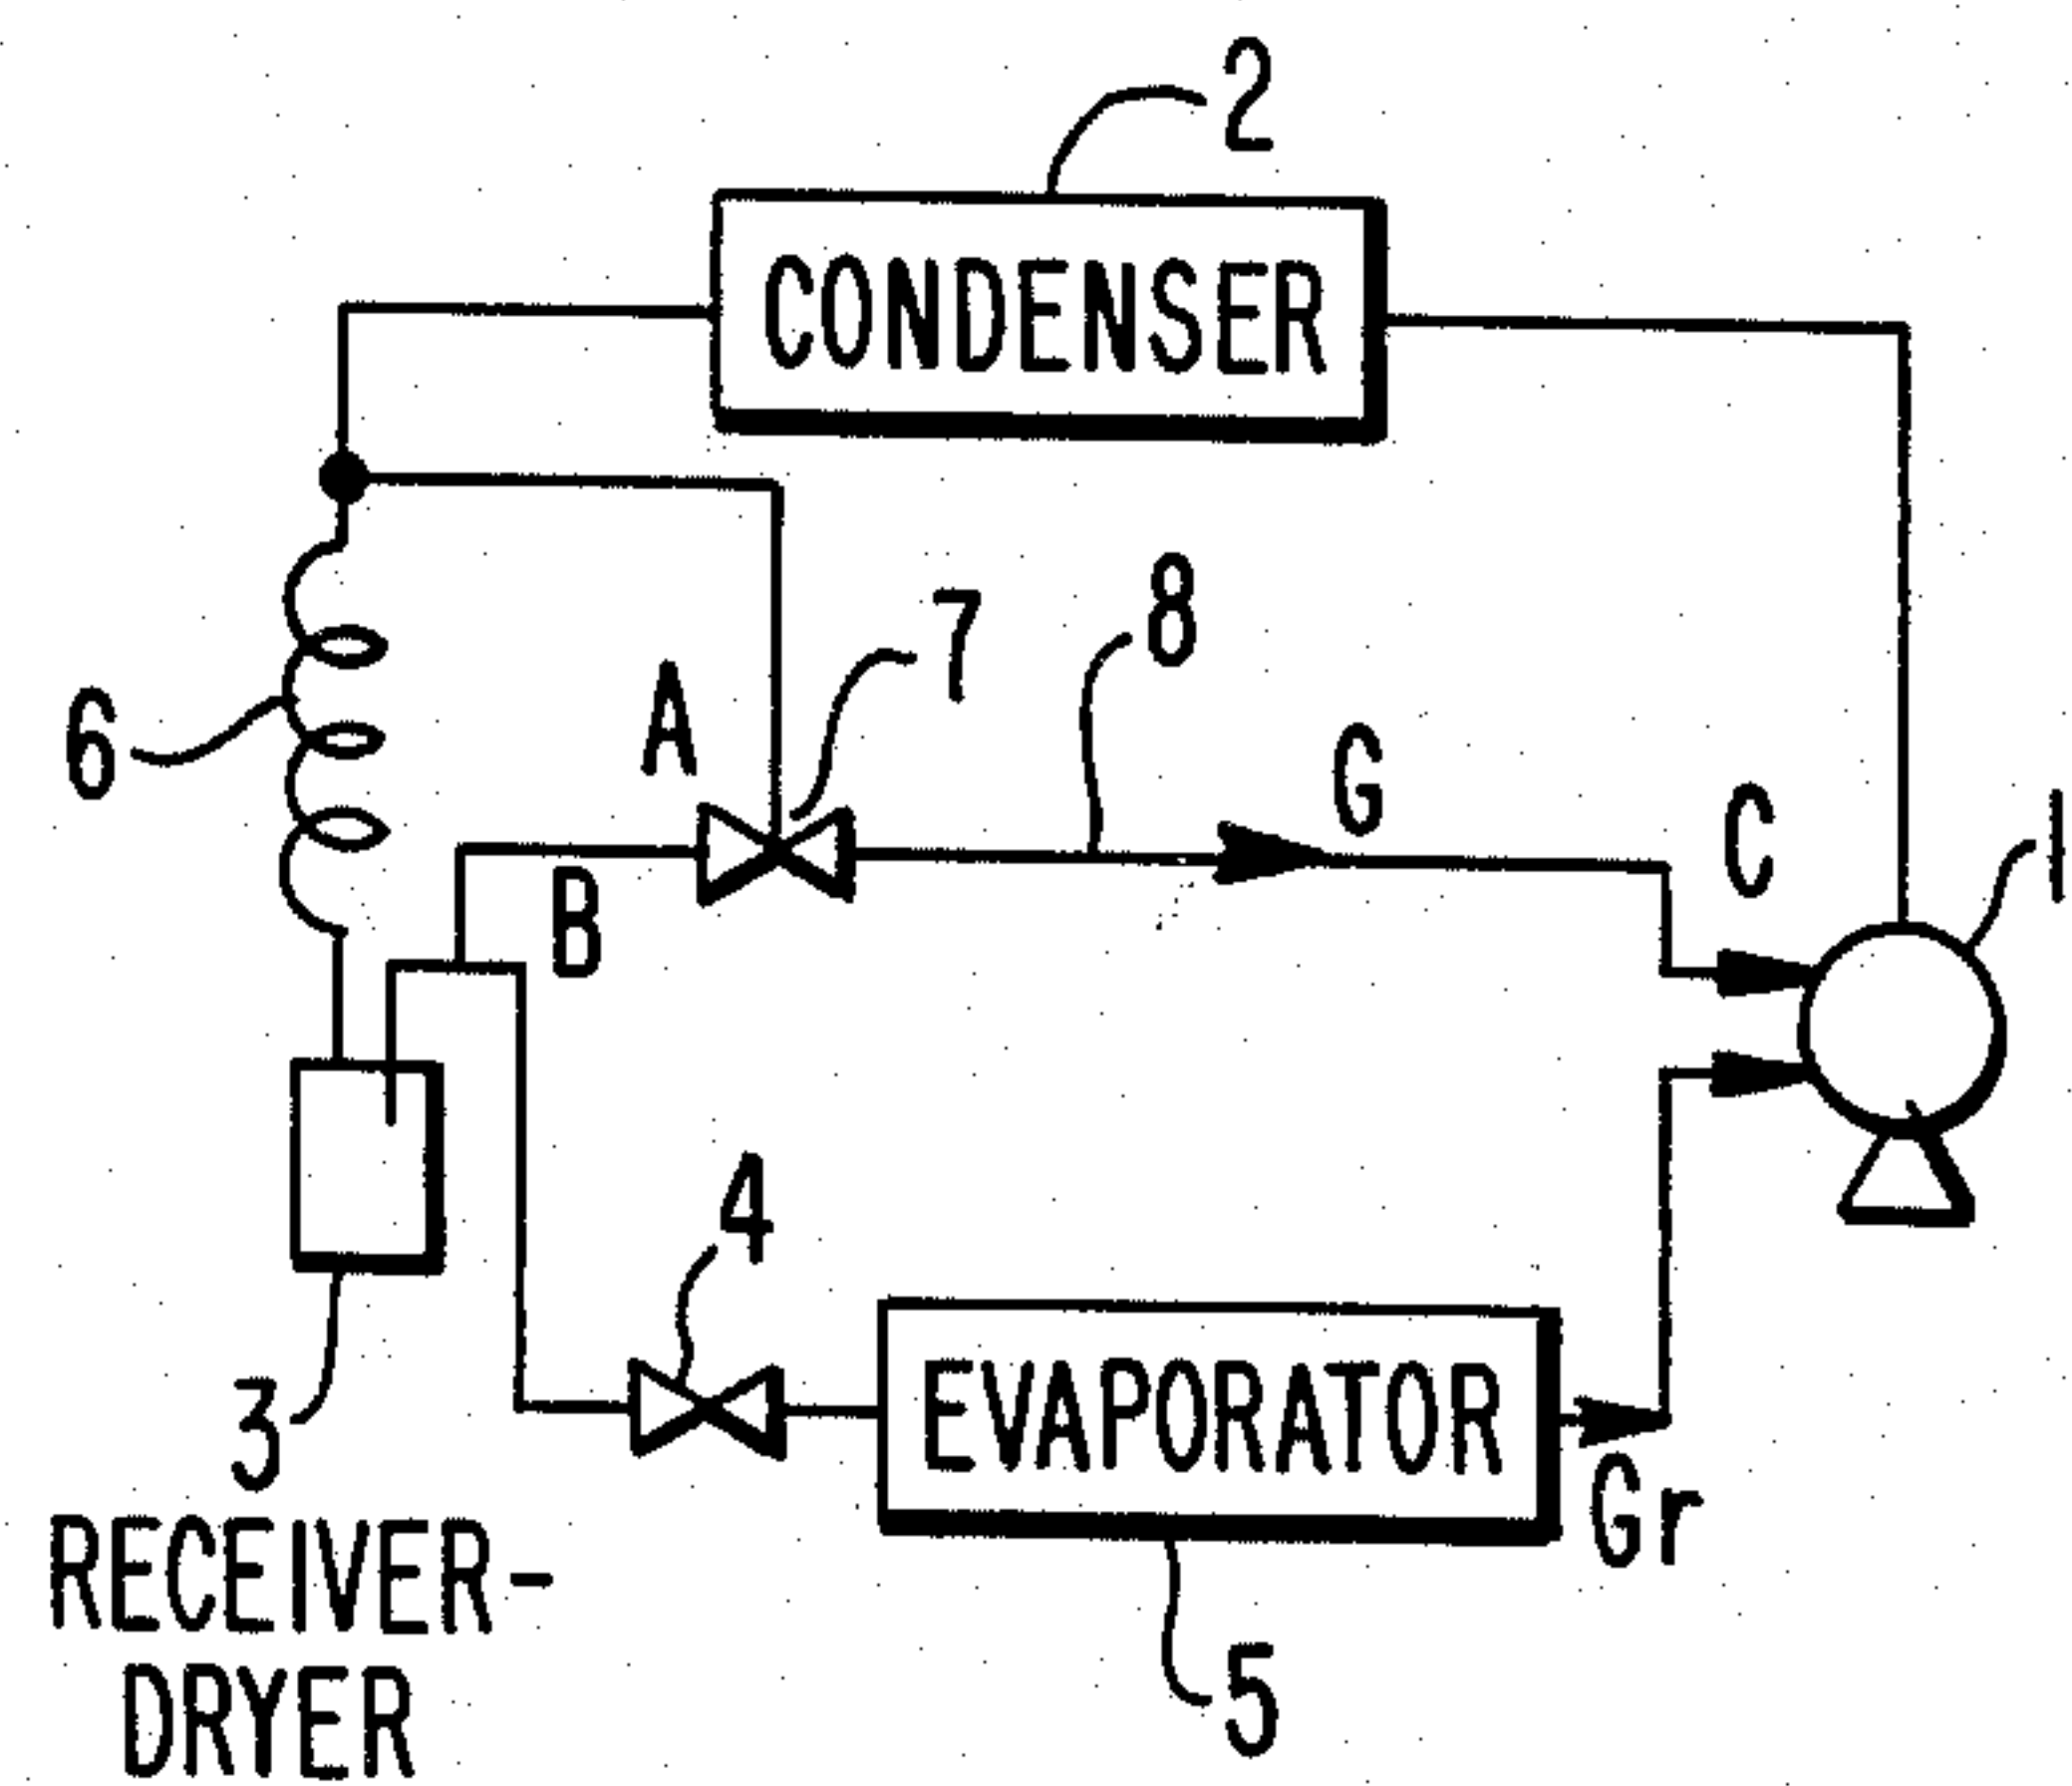 2
CONDENSER
7
8
6
A
G
C
1
B
4
3
EVAPORATOR
Gr
RECEIVER-
DRYER
5